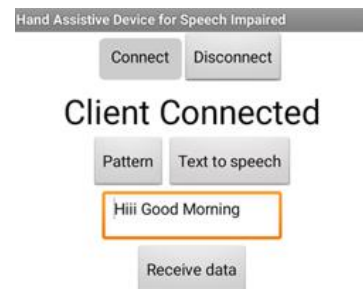 Hand Assistive Device for Speech Impaired
Connect Disconnect
Client Connected
Pattern Text to speech
Hiii Good Morning
Receive data